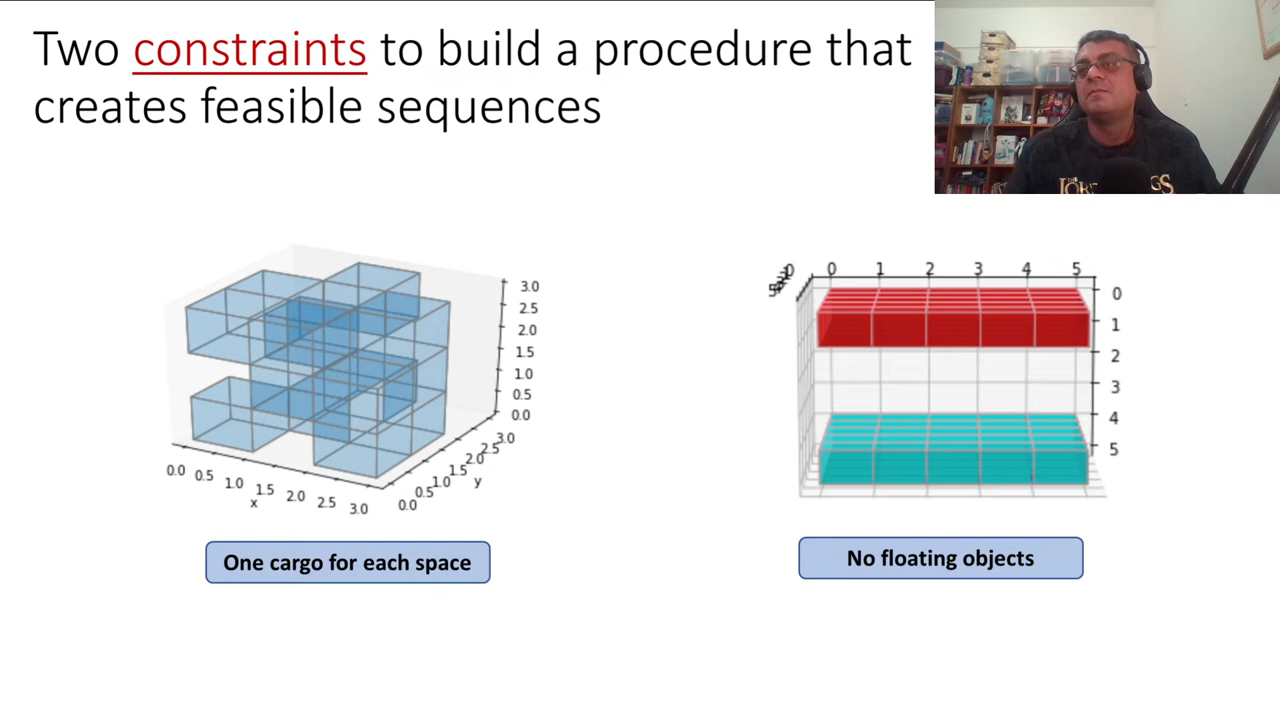 Two constraints to build a procedure that
creates feasible sequences
3.0
2.5
2.0
1.5
1.0
0.5
0.0
0.0 0.5 1.0 1.5 2.0 2.5 3.0
x
0.0 0.5 1.0 1.5 2.0 2.5 3.0
y
One cargo for each space
0 1 2 3 4 5
0
1
2
3
4
5
No floating objects